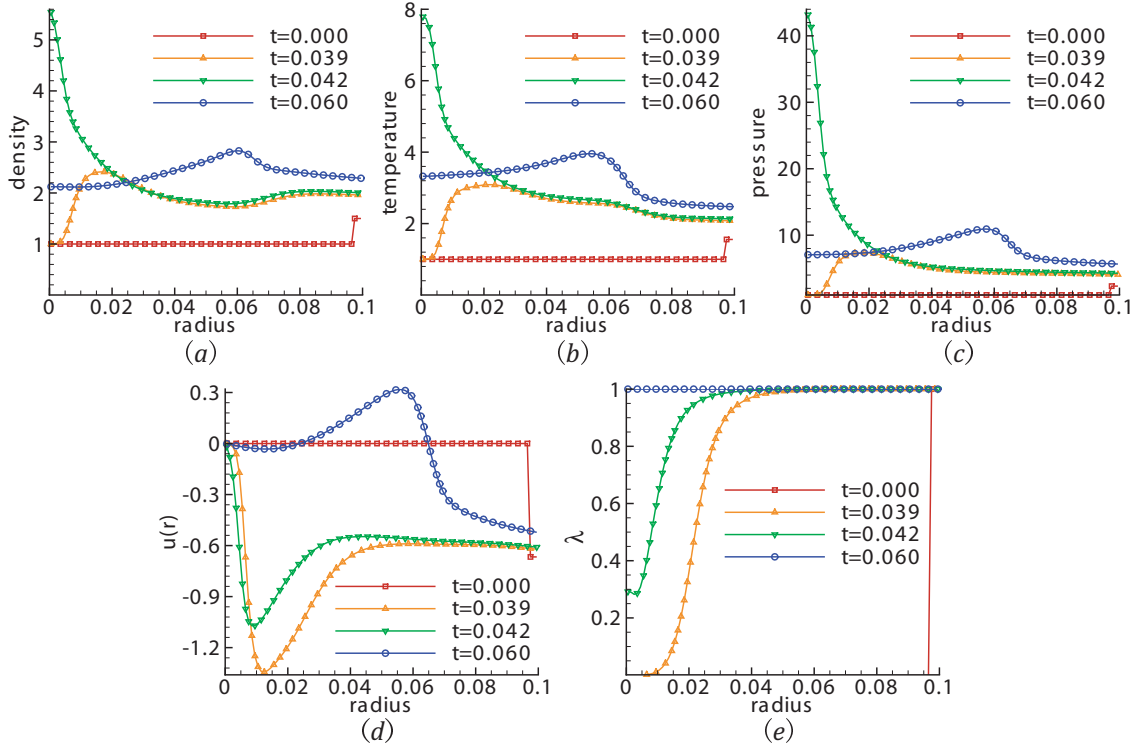 density
5
4
3
2
1
0
0.02
0.04
0.06
0.08
0.1
radius
t=0.000
t=0.039
t=0.042
t=0.060
(a)
temperature
8
6
4
2
0
0.02
0.04
0.06
0.08
0.1
radius
t=0.000
t=0.039
t=0.042
t=0.060
(b)
pressure
40
30
20
10
0
0.02
0.04
0.06
0.08
0.1
radius
t=0.000
t=0.039
t=0.042
t=0.060
(c)
u(r)
0.3
0
-0.3
-0.6
-0.9
-1.2
0
0.02
0.04
0.06
0.08
0.1
radius
t=0.000
t=0.039
t=0.042
t=0.060
(d)
λ
1
0.8
0.6
0.4
0.2
0
0.02
0.04
0.06
0.08
0.1
radius
t=0.000
t=0.039
t=0.042
t=0.060
(e)